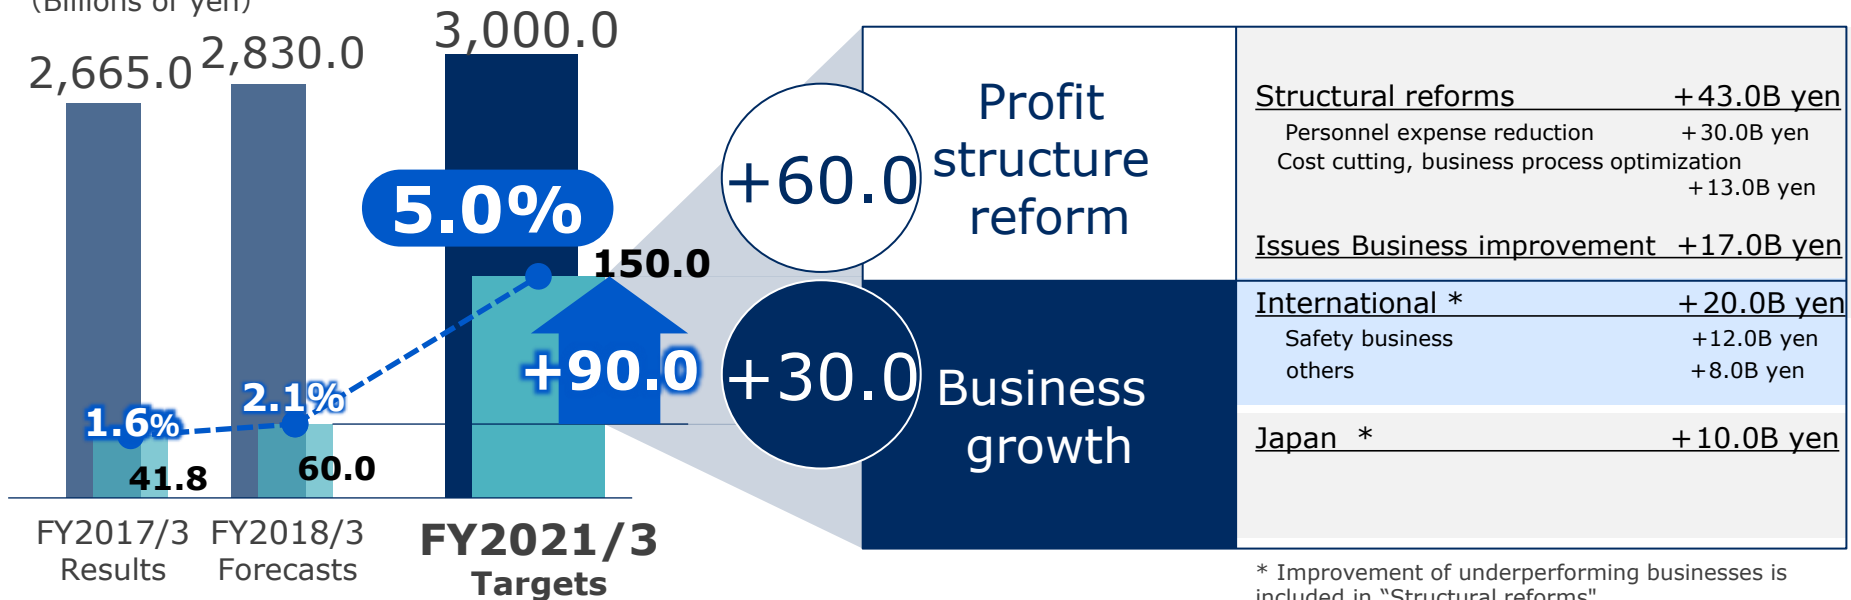 (Billions of yen)
2,665.0
2,830.0
3,000.0
5.0%
150.0
+90.0
2.1%
1.6%
41.8
60.0
FY2017/3
Results
FY2018/3
Forecasts
FY2021/3
Targets
+60.0
Profit
structure
reform
+30.0
Business
growth
Structural reforms +43.0B yen
Personnel expense reduction +30.0B yen
Cost cutting, business process optimization
+13.0B yen
Issues Business improvement +17.0B yen
International * +20.0B yen
Safety business +12.0B yen
others +8.0B yen
Japan * +10.0B yen
* Improvement of underperforming businesses is
included in “Structural reforms"